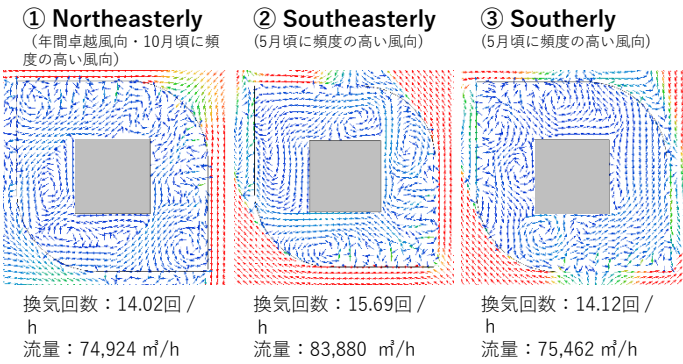 ① Northeasterly
（年間卓越風向・10月頃に頻
度の高い風向）
換気回数：14.02回 /
h
流量：74,924 ㎥/h
② Southeasterly
(5月頃に頻度の高い風向)
換気回数：15.69回 /
h
流量：83,880 ㎥/h
③ Southerly
(5月頃に頻度の高い風向)
換気回数：14.12回 /
h
流量：75,462 ㎥/h